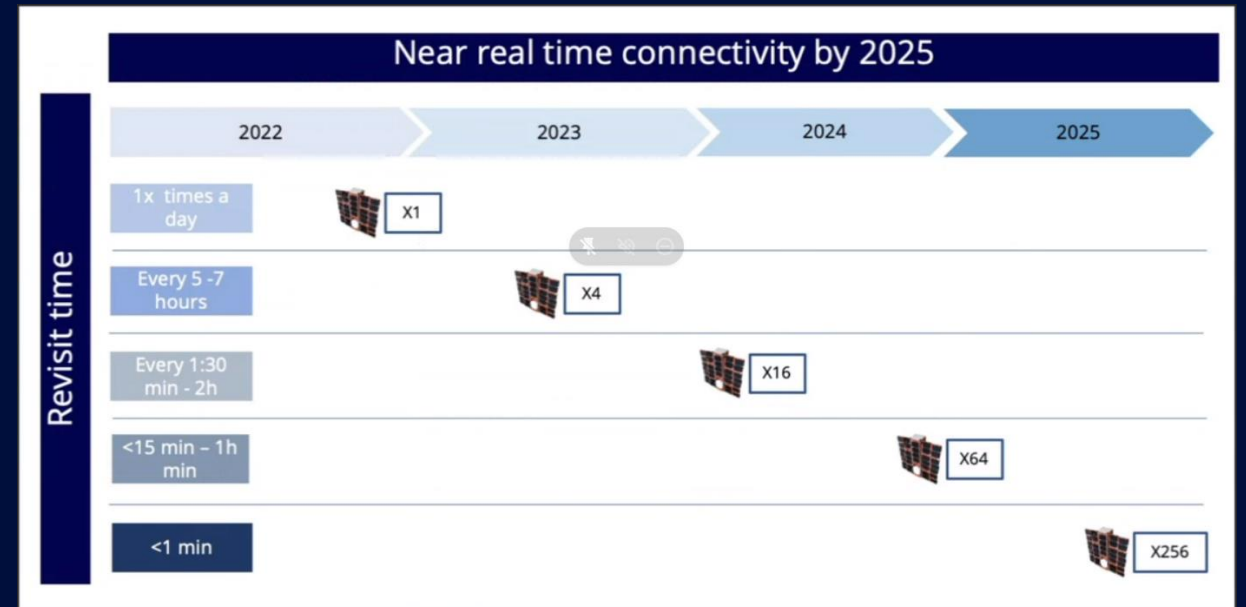 Near real time connectivity by 2025
2022
2023
2024
2025
Revisit time
1x times a
day
X1
Every 5 -7
hours
X4
Every 1:30
min - 2h
X16
<15 min – 1h
min
X64
<1 min
X256